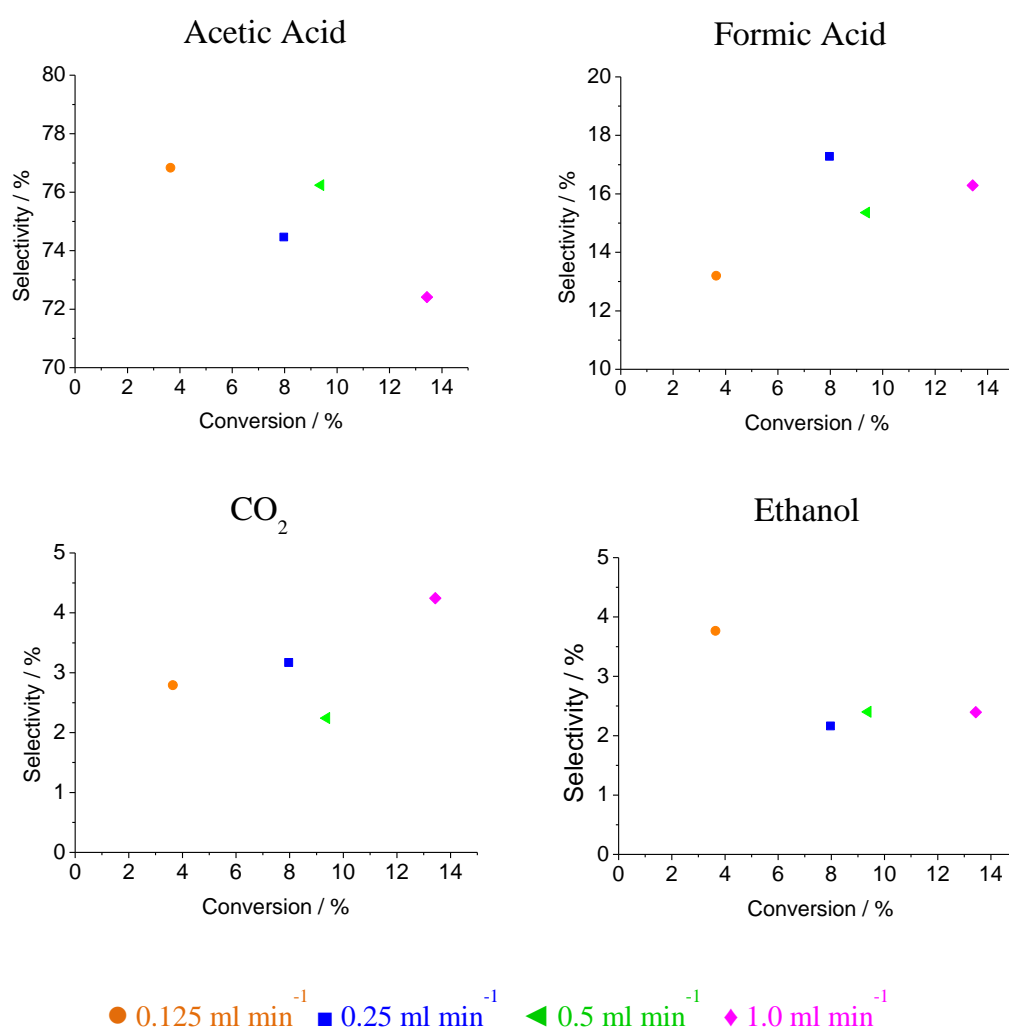 Acetic Acid
80
78
76
74
72
70
0 2 4 6 8 10 12 14
Selectivity / %
Conversion / %
Formic Acid
20
18
16
14
12
10
0 2 4 6 8 10 12 14
Selectivity / %
Conversion / %
CO2
5
4
3
2
1
0
0 2 4 6 8 10 12 14
Selectivity / %
Conversion / %
Ethanol
5
4
3
2
1
0
0 2 4 6 8 10 12 14
Selectivity / %
Conversion / %
0.125 ml min-1 0.25 ml min-1 0.5 ml min-1 1.0 ml min-1